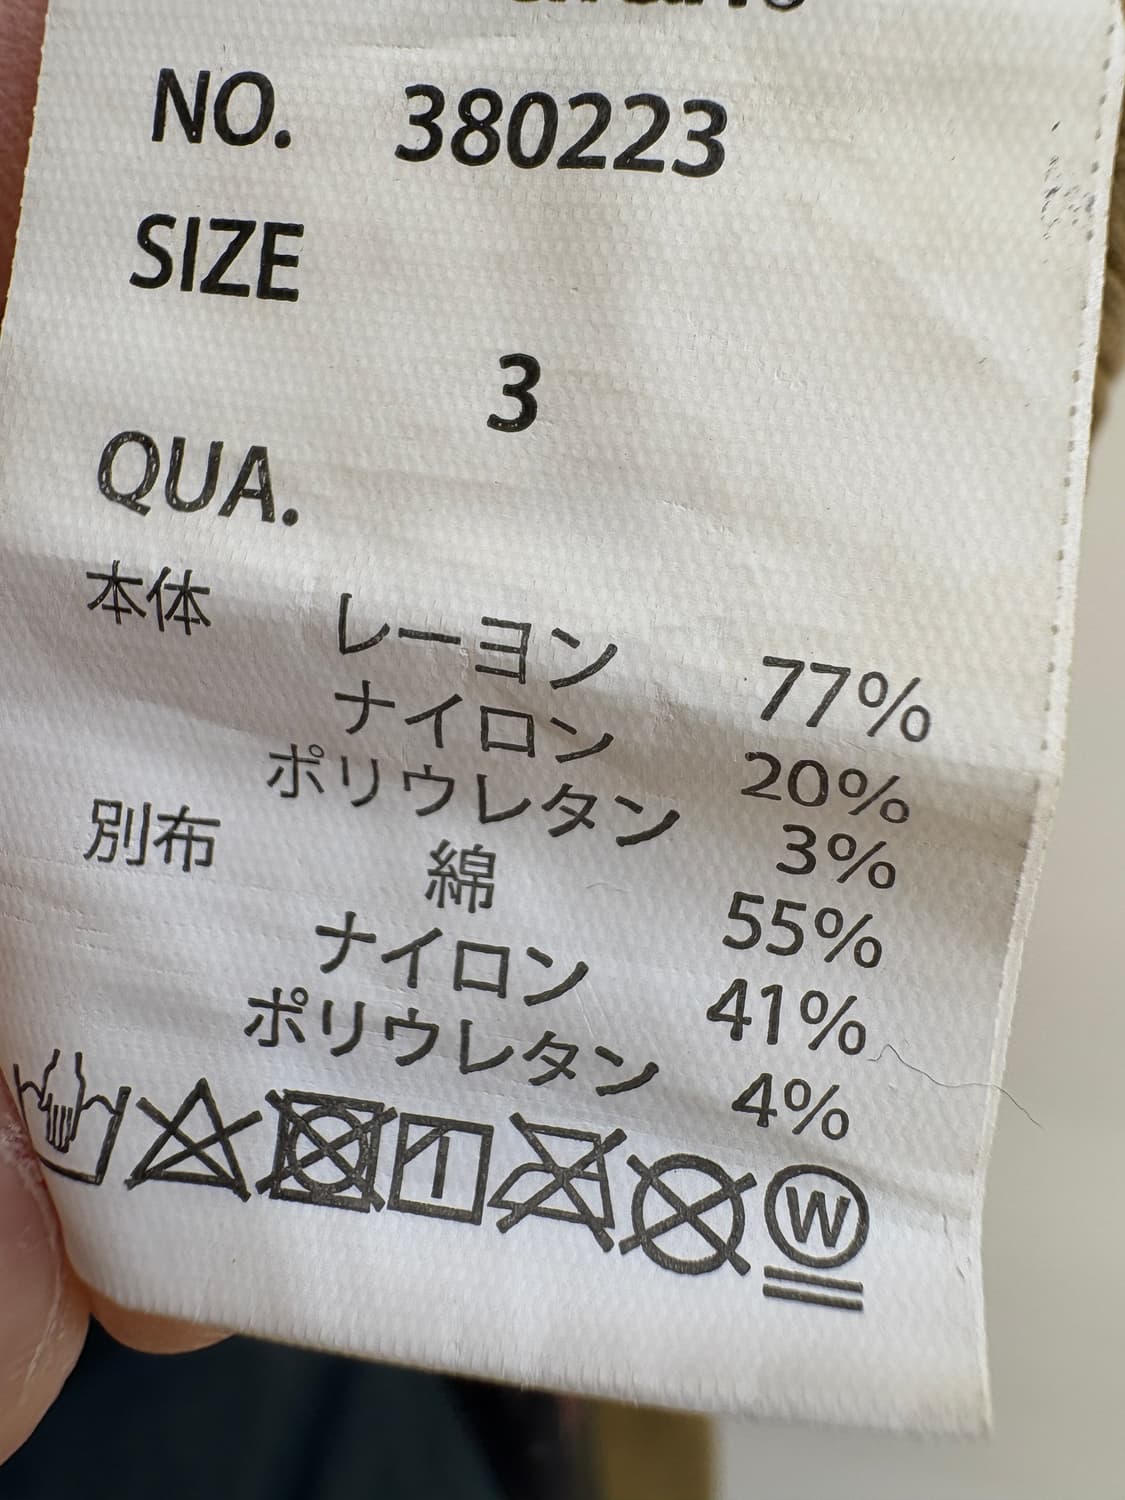 NO. 380223
SIZE
3
QUA.
本体 レーヨン 77%
ナイロン 20%
ポリウレタン 3%
別布 綿 55%
ナイロン 41%
ポリウレタン 4%
W